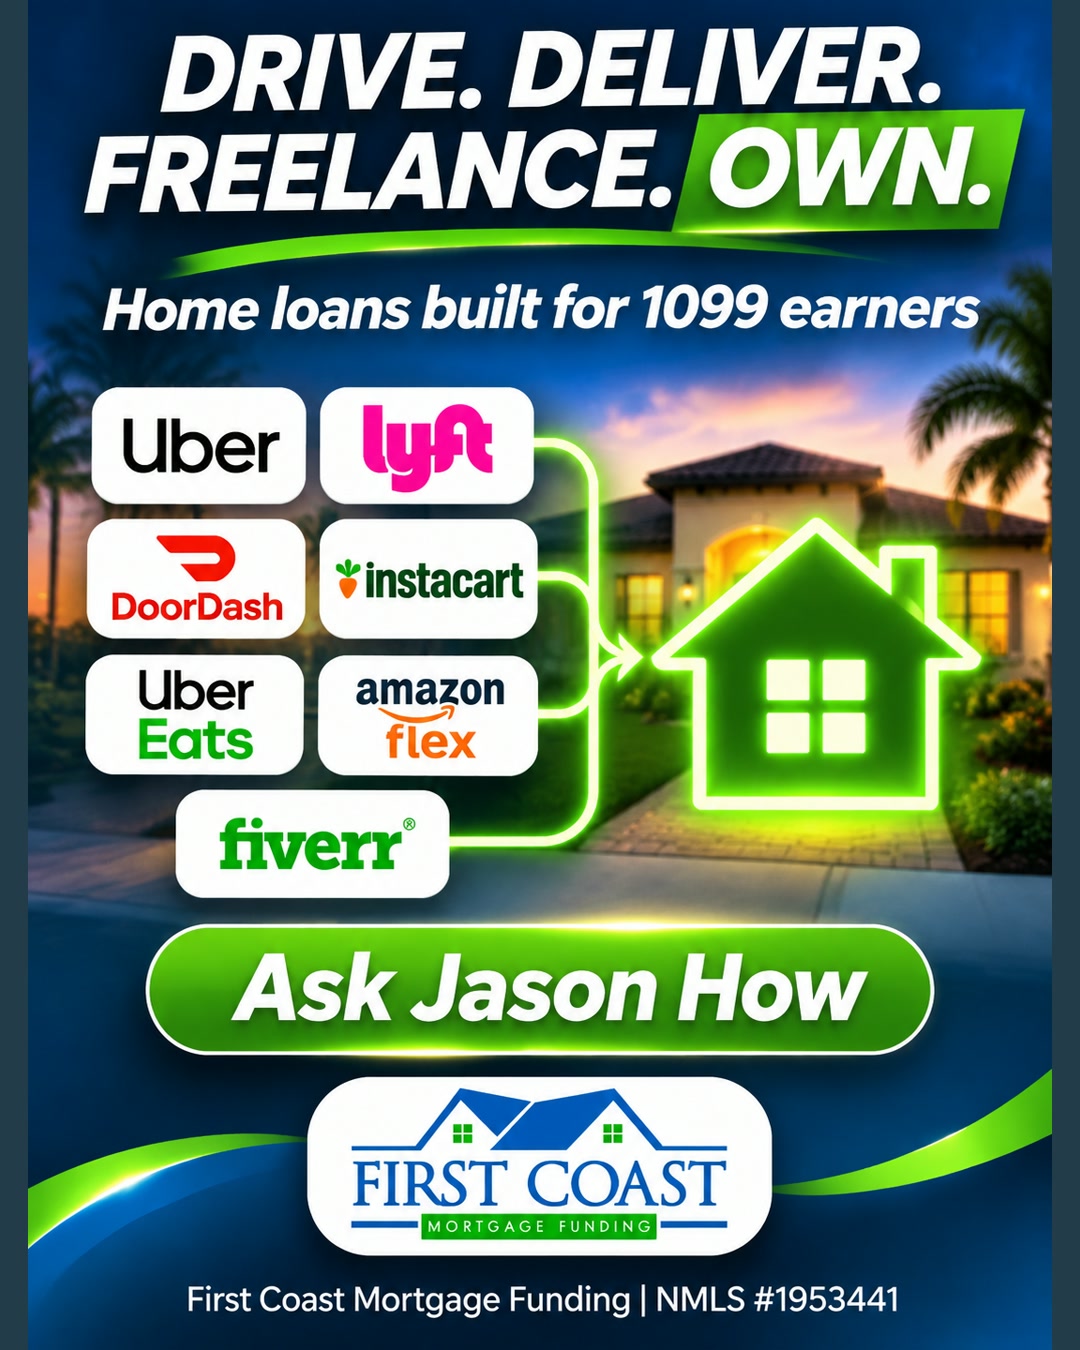 DRIVE. DELIVER.
FREELANCE. OWN.
Home loans built for 1099 earners
Uber
lyft
DoorDash
instacart
Uber
Eats
amazon
flex
fiverr®
Ask Jason How
FIRST COAST
MORTGAGE FUNDING
First Coast Mortgage Funding | NMLS #1953441